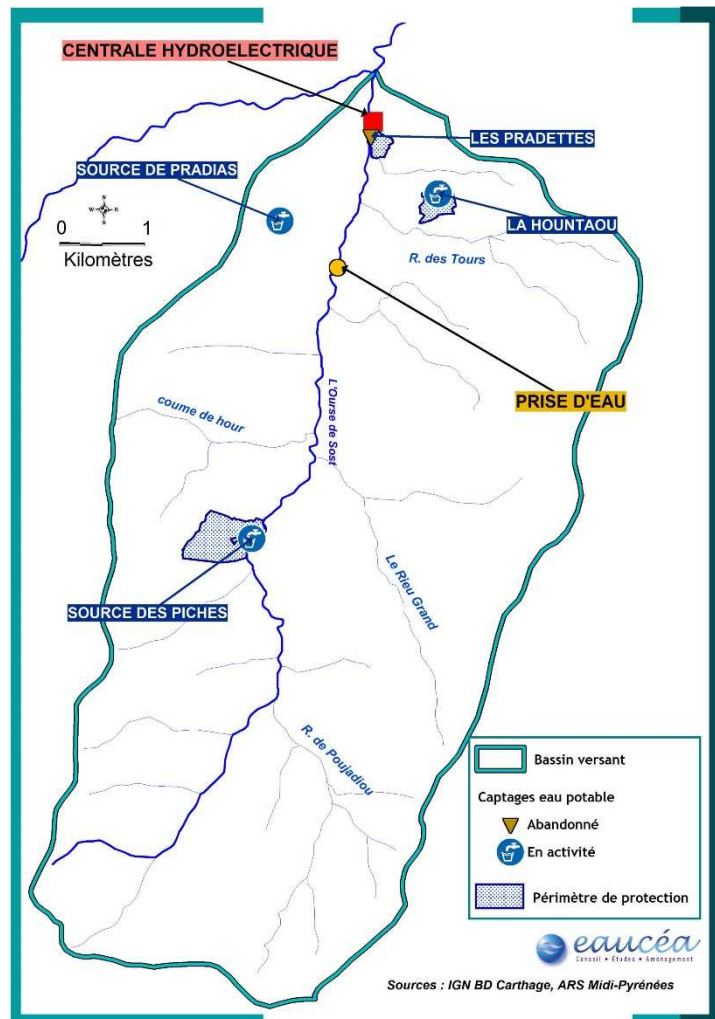 CENTRALE HYDROELECTRIQUE
LES PRADETTES
SOURCE DE PRADIAS
N
W E
S
0 1
Kilomètres
LA HOUNTAOU
R. des Tours
PRISE D'EAU
L'Ourse de Sost
coume de hour
Le Rieu Grand
SOURCE DES PICHES
R. de Poujadiou
Bassin versant
Captages eau potable
Abandonné
En activité
Périmètre de protection
eaucéa
Conseil • Études • Aménagement
Sources : IGN BD Carthage, ARS Midi-Pyrénées